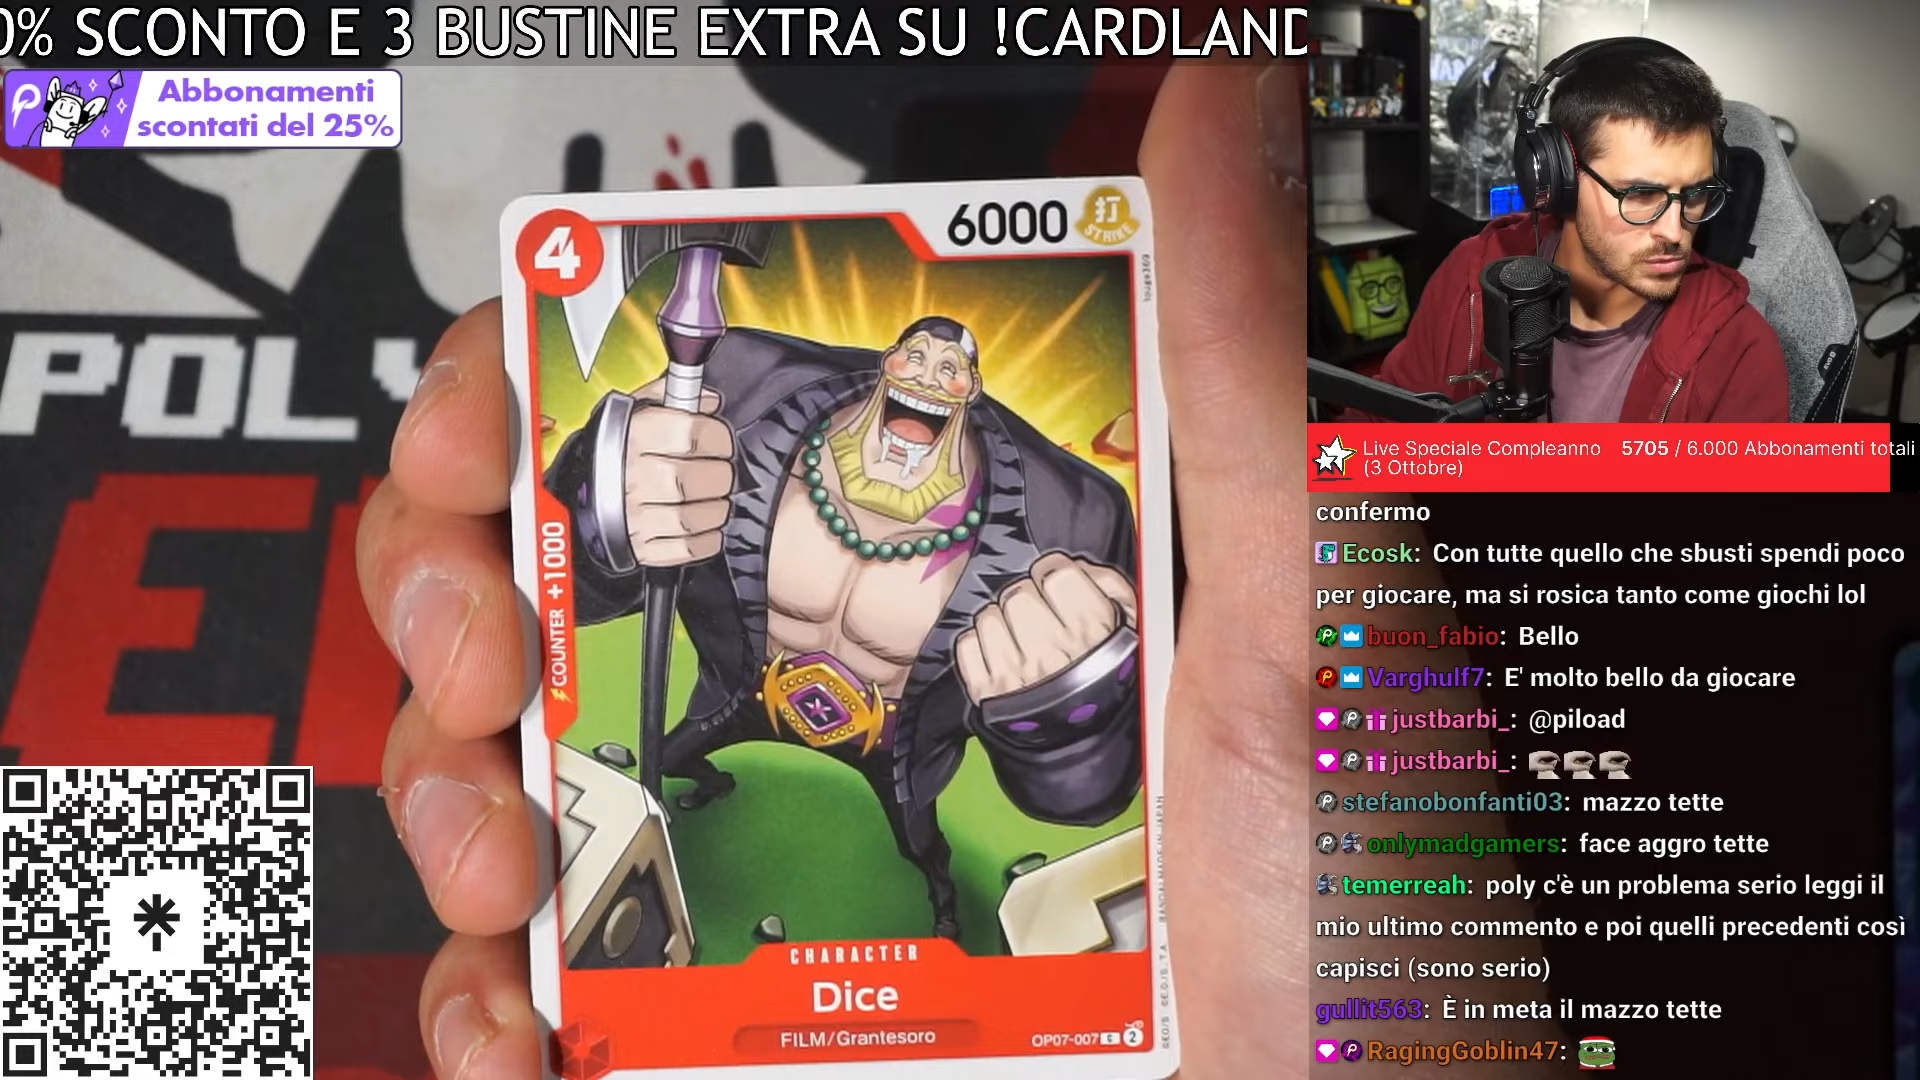 0% SCONTO E 3 BUSTINE EXTRA SU !CARDLAND
Abbonamenti
scontati del 25%
POLY
4
6000
打
STRIKE
COUNTER +1000
CHARACTER
Dice
FILM/Grantesoro
OP07-007 C 2
Live Speciale Compleanno 5705 / 6.000 Abbonamenti totali
(3 Ottobre)
confermo
Ecosk: Con tutte quello che sbusti spendi poco
per giocare, ma si rosica tanto come giochi lol
buon_fabio: Bello
Varghulf7: E' molto bello da giocare
justbarbi_: @piload
justbarbi_:
stefanobonfanti03: mazzo tette
onlymadgamers: face aggro tette
temerreah: poly c'è un problema serio leggi il
mio ultimo commento e poi quelli precedenti così
capisci (sono serio)
gullit563: È in meta il mazzo tette
RagingGoblin47: